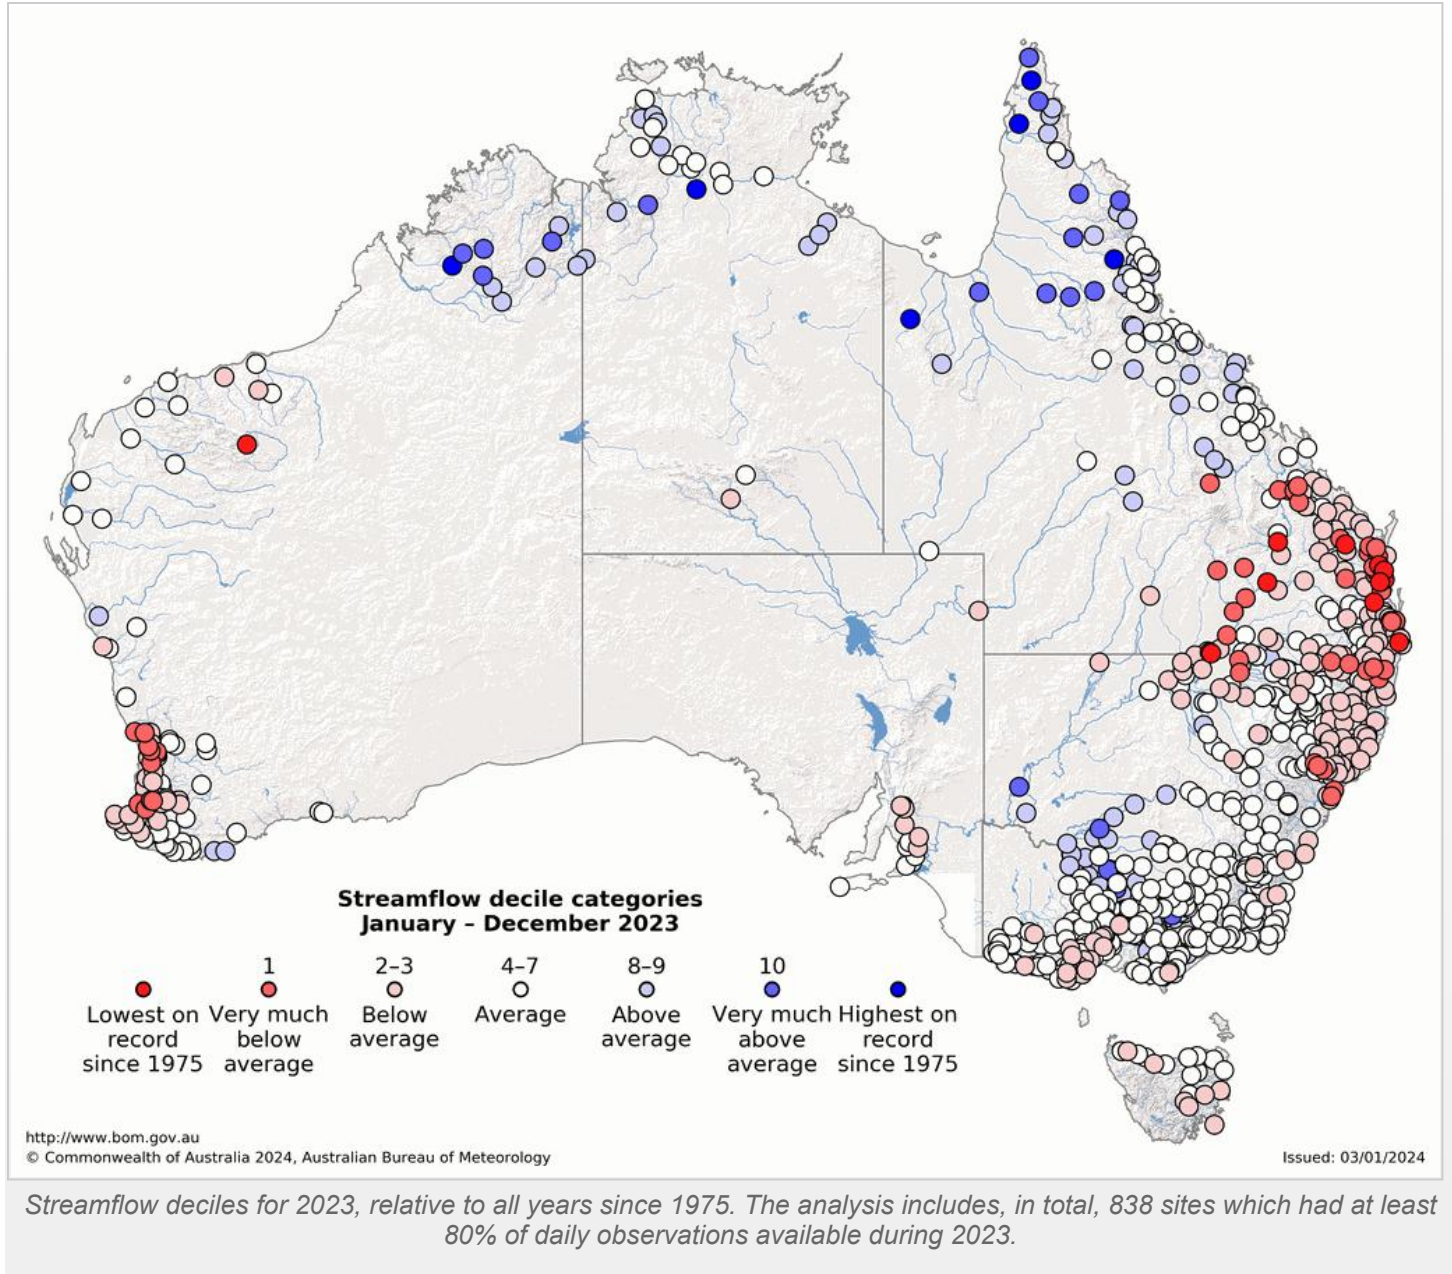 Streamflow decile categories
January – December 2023
1 2–3 4–7 8–9 10
Lowest on record since 1975
Very much below average
Below average
Average
Above average
Very much above average
Highest on record since 1975
http://www.bom.gov.au
© Commonwealth of Australia 2024, Australian Bureau of Meteorology
Issued: 03/01/2024
Streamflow deciles for 2023, relative to all years since 1975. The analysis includes, in total, 838 sites which had at least
80% of daily observations available during 2023.